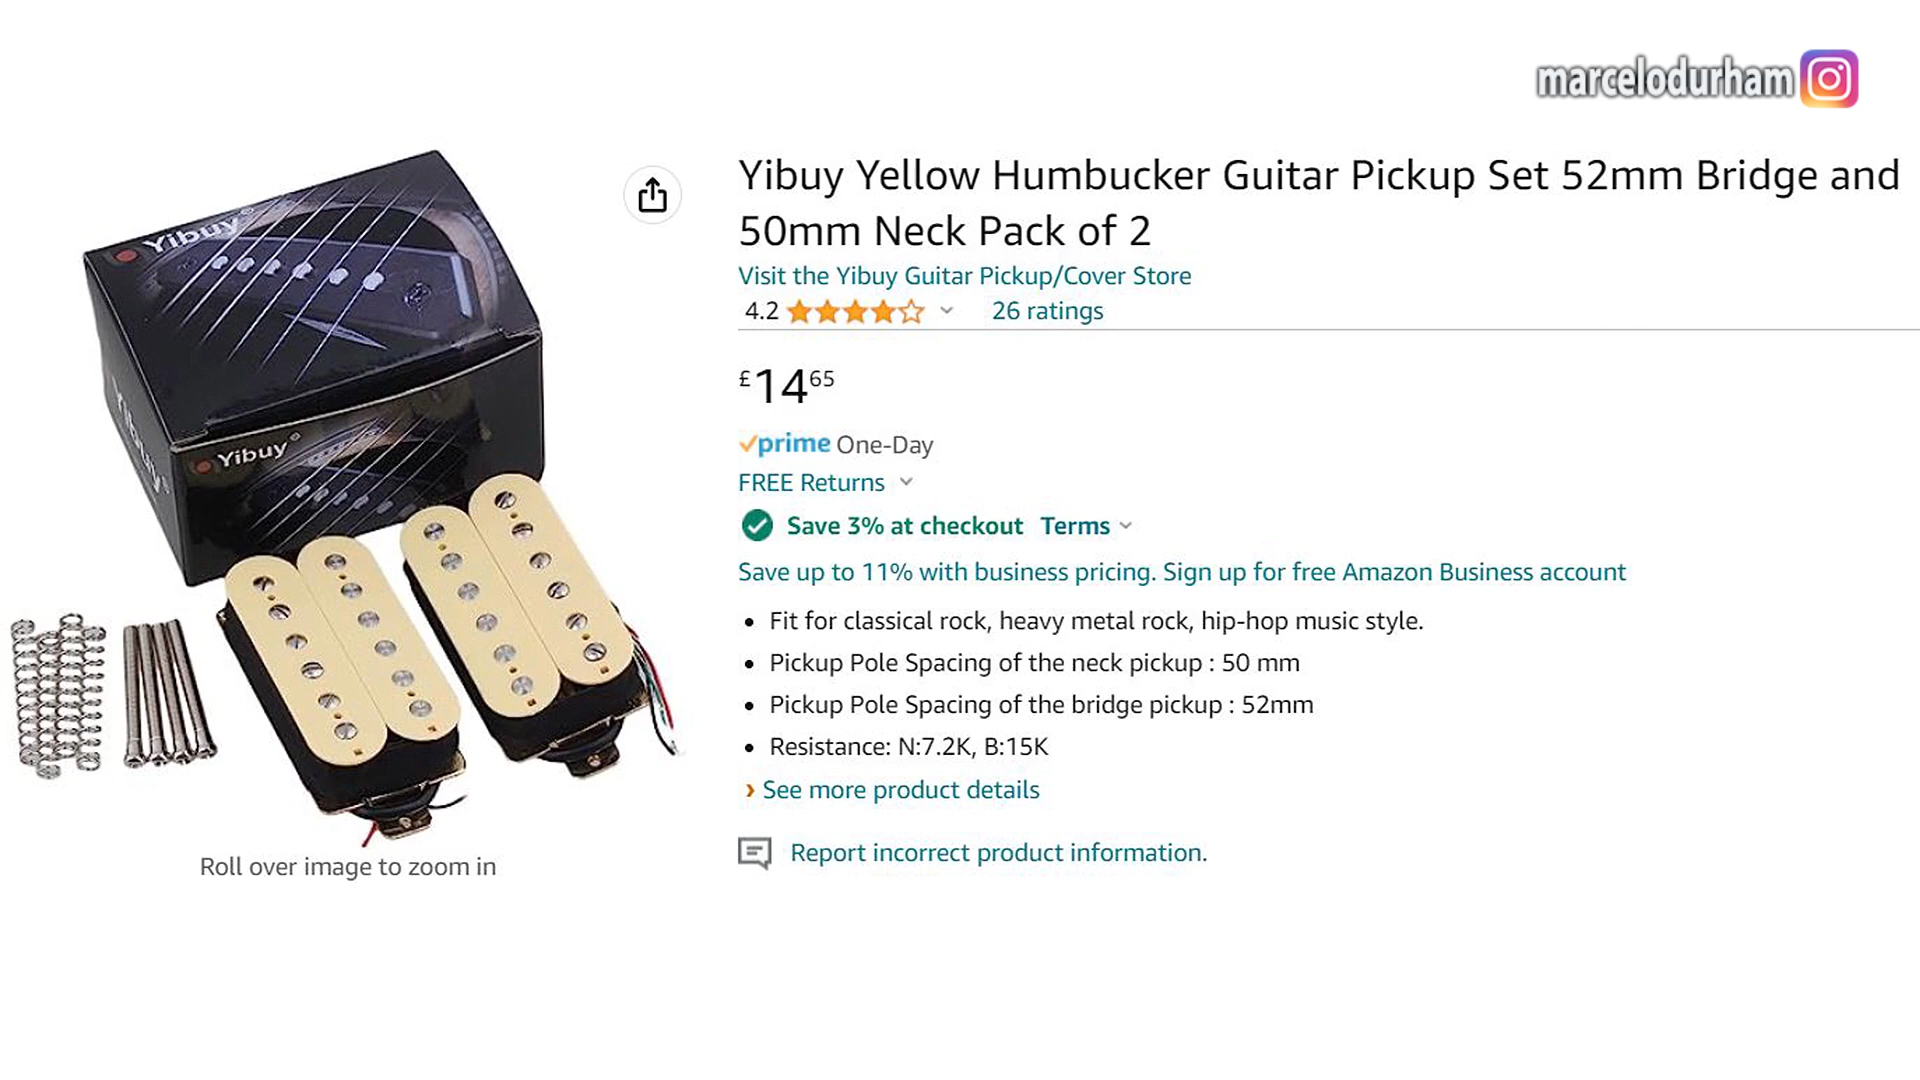 marcelodurham
Yibuy
Yibuy
Yibuy
Yibuy Yellow Humbucker Guitar Pickup Set 52mm Bridge and
50mm Neck Pack of 2
Visit the Yibuy Guitar Pickup/Cover Store
4.2 26 ratings
£1465
prime One-Day
FREE Returns
Save 3% at checkout Terms
Save up to 11% with business pricing. Sign up for free Amazon Business account
• Fit for classical rock, heavy metal rock, hip-hop music style.
• Pickup Pole Spacing of the neck pickup : 50 mm
• Pickup Pole Spacing of the bridge pickup : 52mm
• Resistance: N:7.2K, B:15K
› See more product details
Report incorrect product information.
Roll over image to zoom in